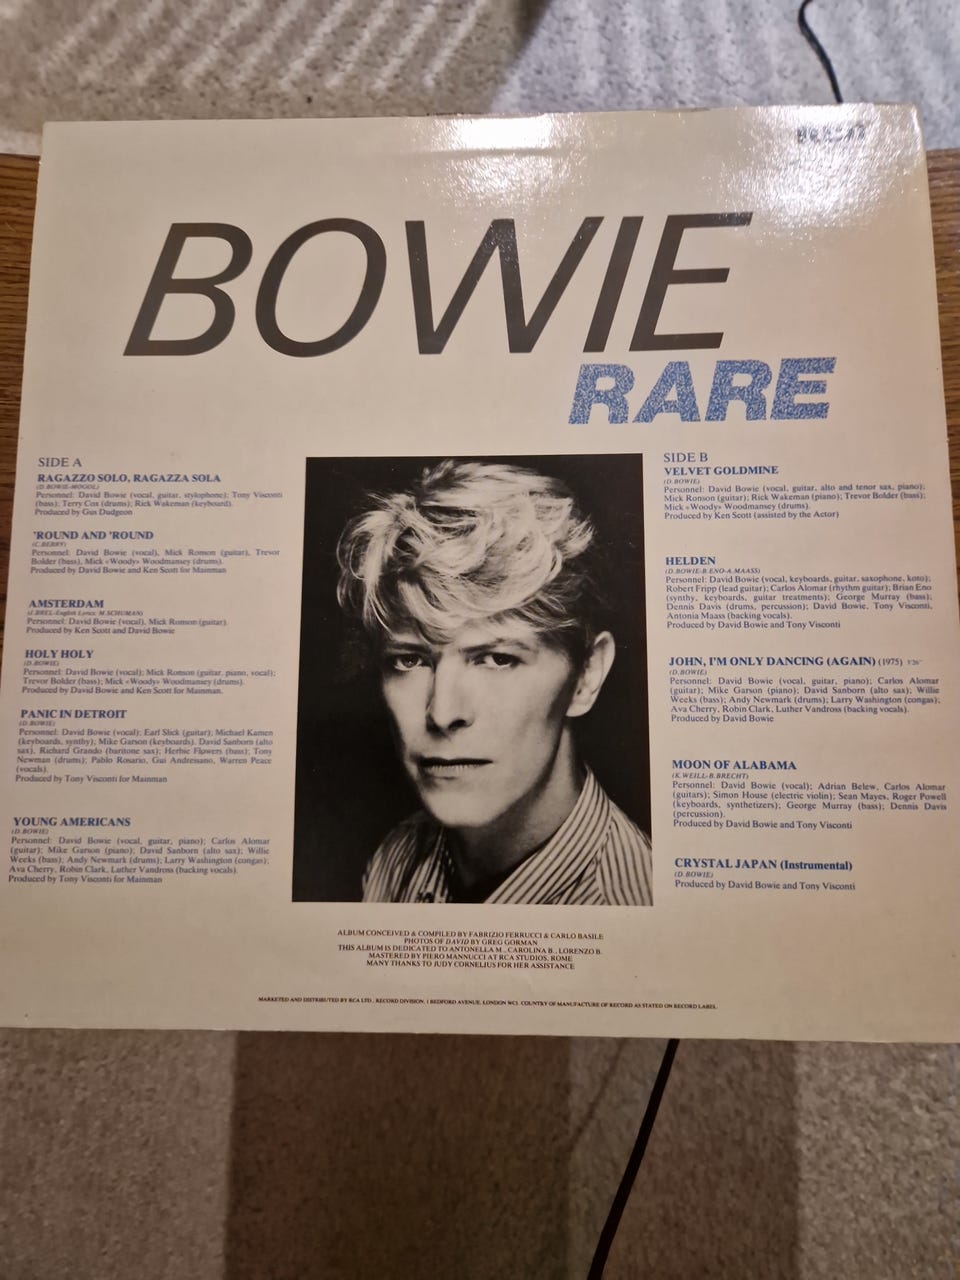 BOWIE
RARE
SIDE A
RAGAZZO SOLO, RAGAZZA SOLA
(D.BOWIE-MOGOL)
Personnel: David Bowie (vocal, guitar, stylophone); Tony Visconti
(bass); Terry Cox (drums); Rick Wakeman (keyboard).
Produced by Gus Dudgeon
'ROUND AND 'ROUND
(C.BERRY)
Personnel: David Bowie (vocal), Mick Ronson (guitar), Trevor
Bolder (bass), Mick «Woody» Woodmansey (drums).
Produced by David Bowie and Ken Scott for Mainman
AMSTERDAM
(J.BREL-English Lyrics: M.SCHUMAN)
Personnel: David Bowie (vocal), Mick Ronson (guitar).
Produced by Ken Scott and David Bowie
HOLY HOLY
(D.BOWIE)
Personnel: David Bowie (vocal); Mick Ronson (guitar, piano, vocal);
Trevor Bolder (bass); Mick «Woody» Woodmansey (drums).
Produced by David Bowie and Ken Scott for Mainman.
PANIC IN DETROIT
(D.BOWIE)
Personnel: David Bowie (vocal); Earl Slick (guitar); Michael Kamen
(keyboards, synthy); Mike Garson (keyboards), David Sanborn (alto
sax), Richard Grando (baritone sax); Herbie Flowers (bass); Tony
Newman (drums); Pablo Rosario, Gui Andreisano, Warren Peace
(vocals).
Produced by Tony Visconti for Mainman
YOUNG AMERICANS
(D.BOWIE)
Personnel: David Bowie (vocal, guitar, piano); Carlos Alomar
(guitar); Mike Garson (piano); David Sanborn (alto sax); Willie
Weeks (bass); Andy Newmark (drums); Larry Washington (congas);
Ava Cherry, Robin Clark, Luther Vandross (backing vocals).
Produced by Tony Visconti for Mainman
SIDE B
VELVET GOLDMINE
(D.BOWIE)
Personnel: David Bowie (vocal, guitar, alto and tenor sax, piano);
Mick Ronson (guitar); Rick Wakeman (piano); Trevor Bolder (bass);
Mick «Woody» Woodmansey (drums).
Produced by Ken Scott (assisted by the Actor)
HELDEN
(D.BOWIE-B.ENO-A.MAASS)
Personnel: David Bowie (vocal, keyboards, guitar, saxophone, koto);
Robert Fripp (lead guitar); Carlos Alomar (rhythm guitar); Brian Eno
(synthy, keyboards, guitar treatments); George Murray (bass);
Dennis Davis (drums, percussion); David Bowie, Tony Visconti,
Antonia Maass (backing vocals).
Produced by David Bowie and Tony Visconti
JOHN, I'M ONLY DANCING (AGAIN) (1975)
(D.BOWIE)
Personnel: David Bowie (vocal, guitar, piano); Carlos Alomar
(guitar); Mike Garson (piano); David Sanborn (alto sax); Willie
Weeks (bass); Andy Newmark (drums); Larry Washington (congas);
Ava Cherry, Robin Clark, Luther Vandross (backing vocals).
Produced by David Bowie
MOON OF ALABAMA
(K.WEILL-B.BRECHT)
Personnel: David Bowie (vocal); Adrian Belew, Carlos Alomar
(guitars); Simon House (electric violin); Sean Mayes, Roger Powell
(keyboards, synthetizers); George Murray (bass); Dennis Davis
(percussion).
Produced by David Bowie and Tony Visconti
CRYSTAL JAPAN (Instrumental)
(D.BOWIE)
Produced by David Bowie and Tony Visconti
ALBUM CONCEIVED & COMPILED BY FABRIZIO FERRUCCI & CARLO BASILE
PHOTOS OF DAVID BY GREG GORMAN
THIS ALBUM IS DEDICATED TO ANTONELLA M., CAROLINA B., LORENZO B.
MASTERED BY PIERO MANNUCCI AT RCA STUDIOS, ROME
MANY THANKS TO JUDY CORNELIUS FOR HER ASSISTANCE
MARKETED AND DISTRIBUTED BY RCA LTD., RECORD DIVISION, 1 BEDFORD AVENUE, LONDON WC1. COUNTRY OF MANUFACTURE OF RECORD AS STATED ON RECORD LABEL.